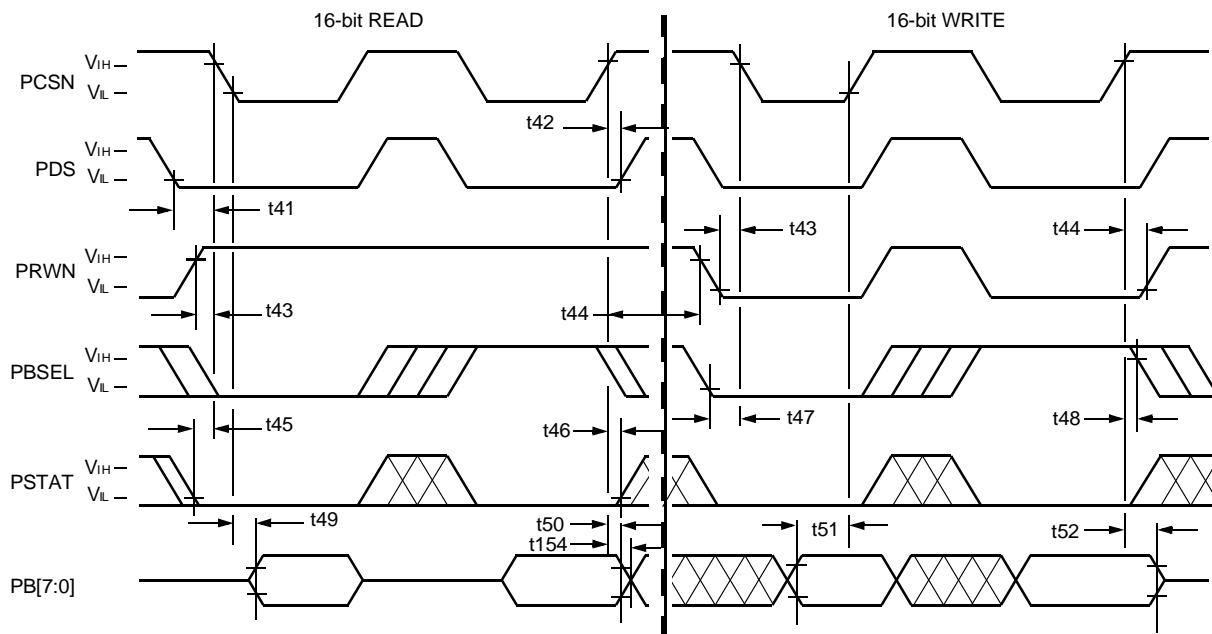 16-bit READ
16-bit WRITE
PCSN
VIH
VIL
t42
PDS
VIH
VIL
t41
t43
t44
PRWN
VIH
VIL
t43
t44
PBSEL
VIH
VIL
t45
t46
t47
t48
PSTAT
VIH
VIL
t49
t50
t51
t52
t154
PB[7:0]